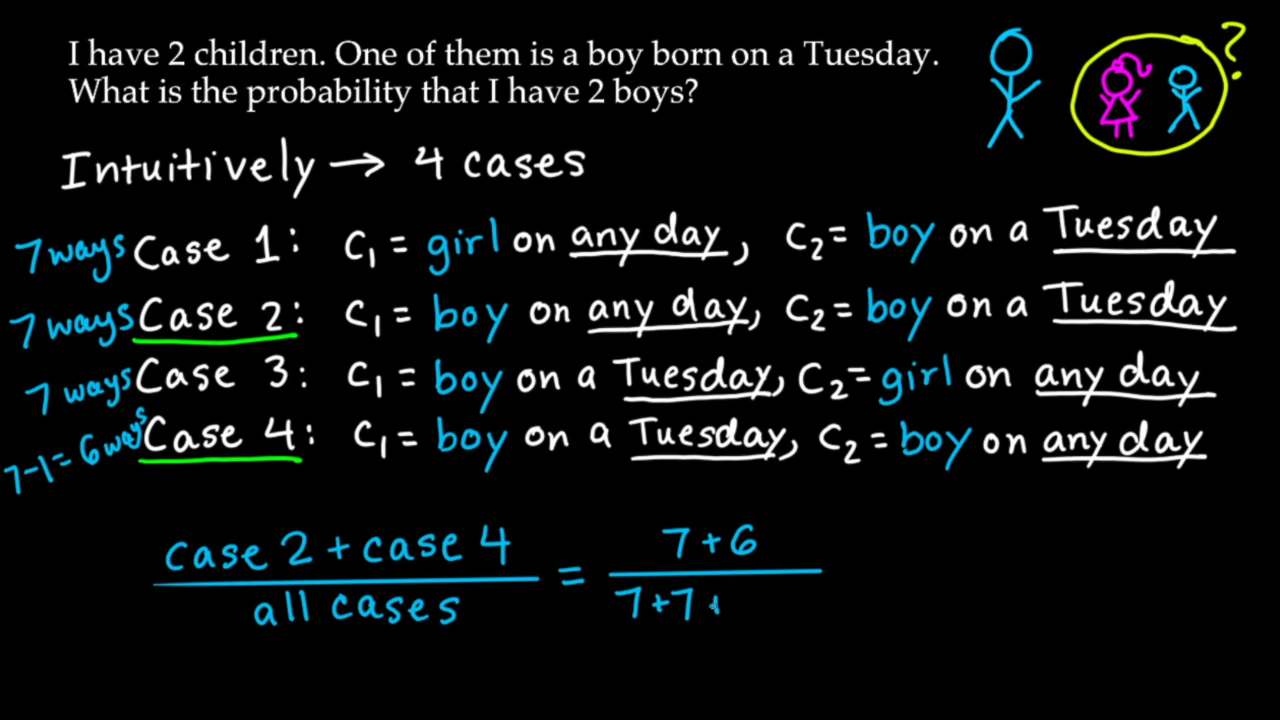 I have 2 children. One of them is a boy born on a Tuesday.
What is the probability that I have 2 boys?
?
Intuitively → 4 cases
7 ways Case 1: C₁ = girl on any day, C₂ = boy on a Tuesday
7 ways Case 2: C₁ = boy on any day, C₂ = boy on a Tuesday
7 ways Case 3: C₁ = boy on a Tuesday, C₂ = girl on any day
7-1 = 6 ways Case 4: C₁ = boy on a Tuesday, C₂ = boy on any day
case 2 + case 4 = 7 + 6
all cases 7 + 7 +